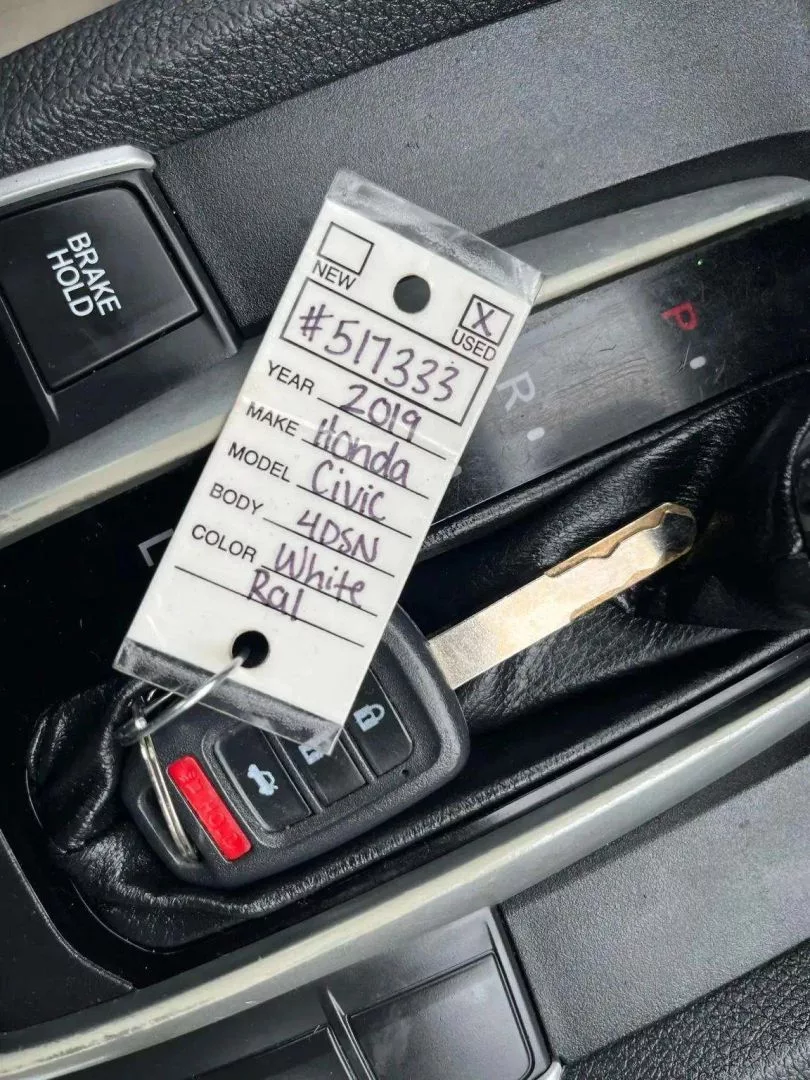 BRAKE
HOLD
NEW
X
USED
#517333
YEAR 2019
MAKE Honda
MODEL Civic
BODY 4DSN
COLOR White
Ral
P
R
L